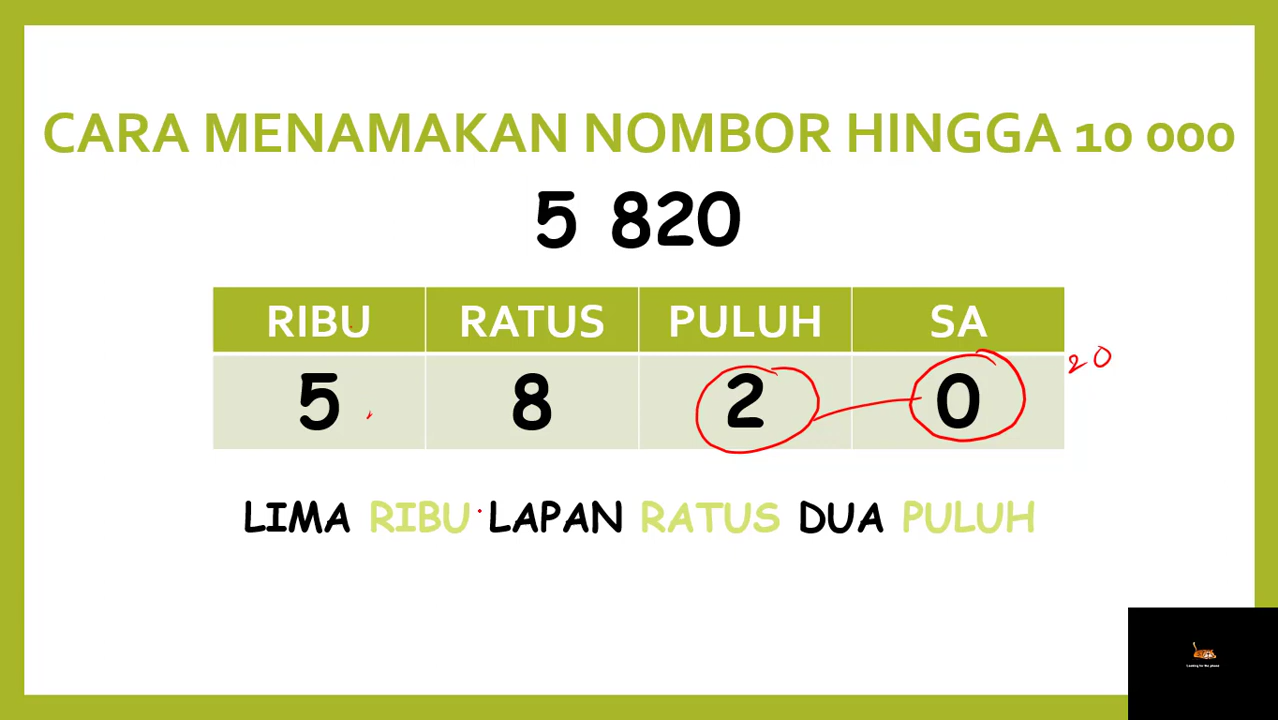 CARA MENAMAKAN NOMBOR HINGGA 10 000
5 820
RIBU RATUS PULUH SA
5 8 2 0
20
LIMA RIBU LAPAN RATUS DUA PULUH